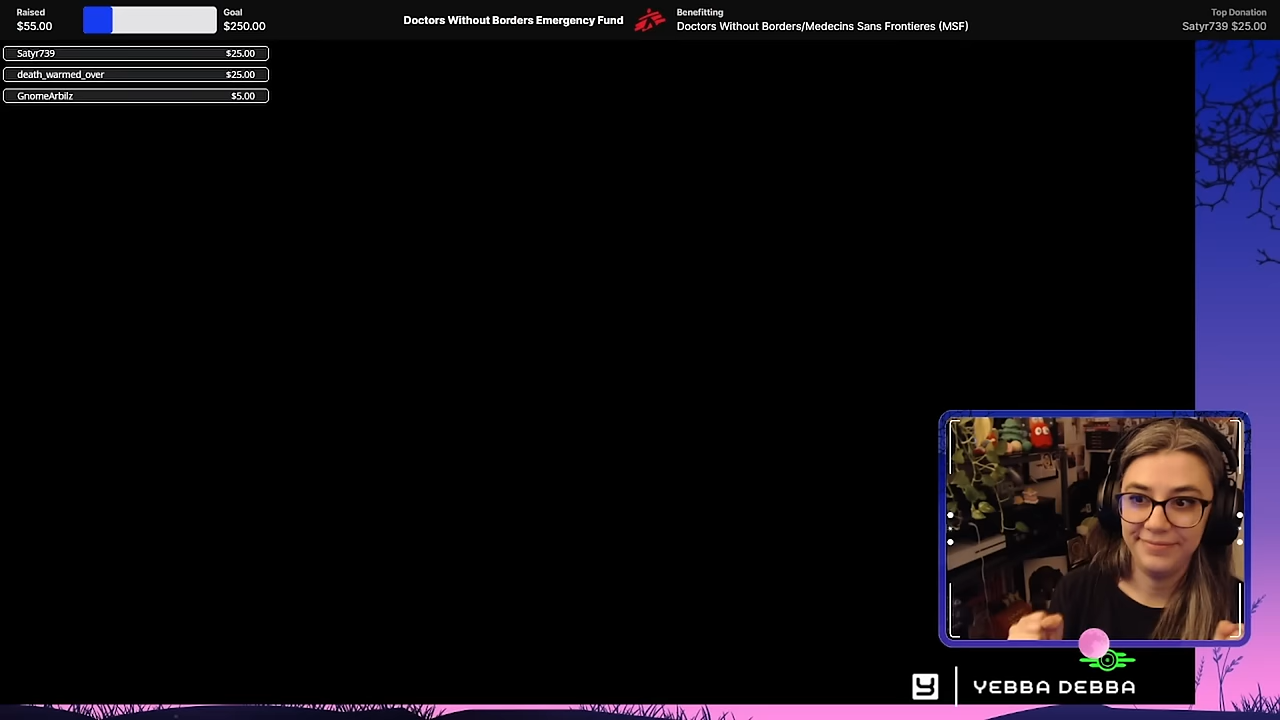 Raised
$55.00
Goal
$250.00
Doctors Without Borders Emergency Fund
Benefitting
Doctors Without Borders/Medecins Sans Frontieres (MSF)
Top Donation
Satyr739 $25.00
Satyr739 $25.00
death_warmed_over $25.00
GnomeArbilz $5.00
YEBBA DEBBA